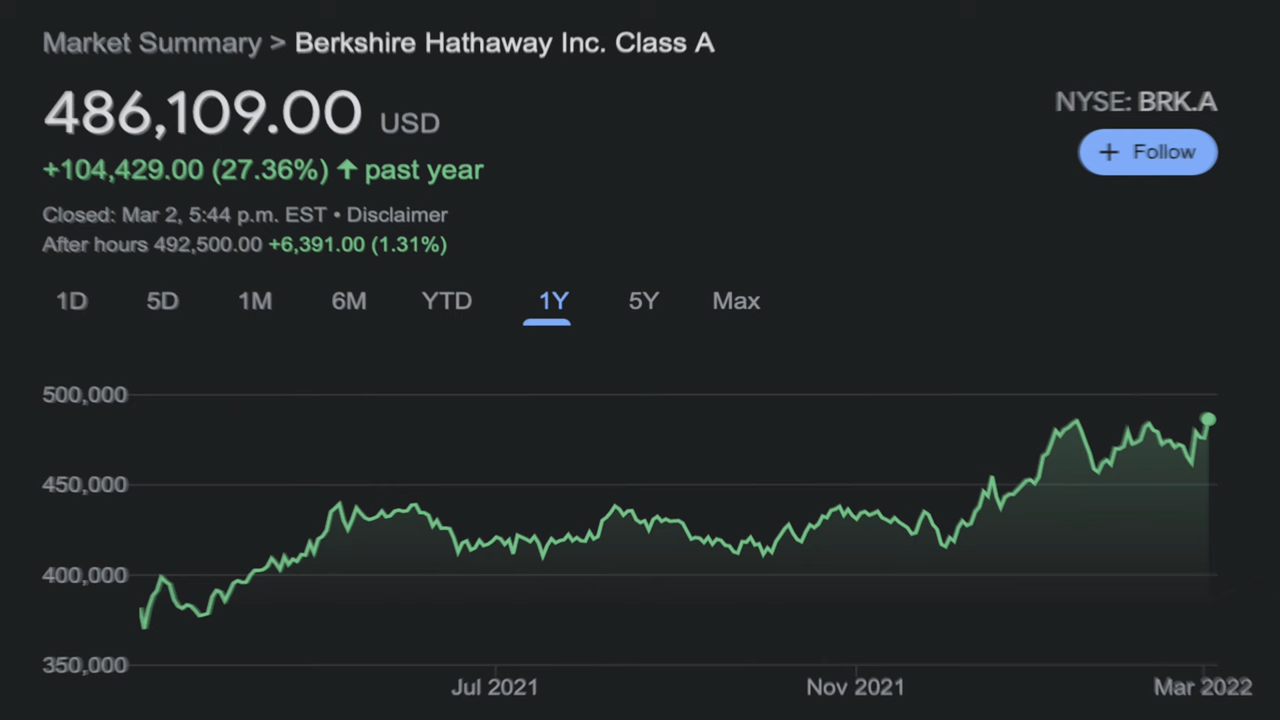 Market Summary > Berkshire Hathaway Inc. Class A
486,109.00 USD
NYSE: BRK.A
+104,429.00 (27.36%) ↑ past year
+ Follow
Closed: Mar 2, 5:44 p.m. EST • Disclaimer
After hours 492,500.00 +6,391.00 (1.31%)
1D 5D 1M 6M YTD 1Y 5Y Max
500,000
450,000
400,000
350,000
Jul 2021 Nov 2021 Mar 2022